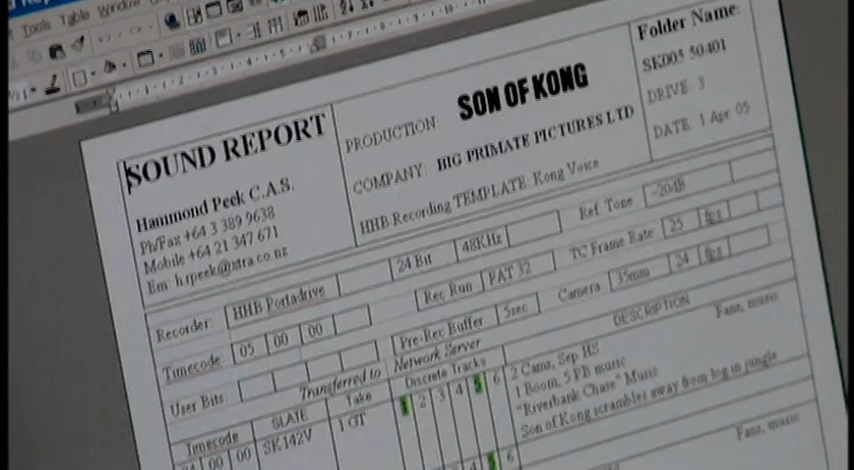 Tools Table Window
SOUND REPORT
Hammond Peek C.A.S.
Ph/Fax +64 3 389 9638
Mobile +64 21 347 671
Em h.peek@xtra.co.nz
PRODUCTION: SON OF KONG
COMPANY: BIG PRIMATE PICTURES LTD
HHB Recording TEMPLATE: Kong Voice
Folder Name:
SK005 50401
DRIVE 3
DATE 1 Apr 05
Recorder: HHB Portadrive 24 Bit 48KHz Ref Tone -20dB
Timecode 05 00 00 Rec Run FAT 32 TC Frame Rate 25 fps
User Bits Pre-Rec Buffer 5sec Camera 35mm 24 fps
Transferred to Network Server
Timecode SLATE Take Discrete Tracks DESCRIPTION
00 00 SK142V 1 GT 1 2 3 4 5 6 2 Cams, Sep HS Fans, music
1 Boom, 5 PB music
"Riverbank Chase" Music
Son of Kong scrambles away from log in jungle
4 5 6 Fans, music